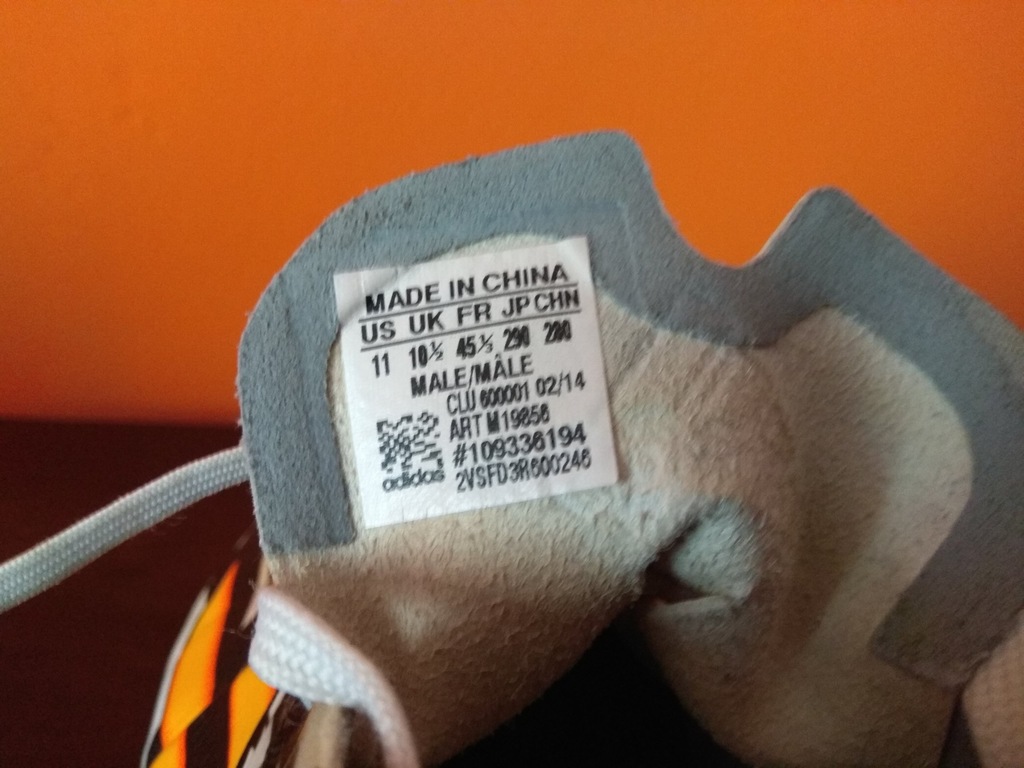 MADE IN CHINA
US UK FR JP CHN
11 10½ 45⅓ 290 280
MALE/MÂLE
CLU 600001 02/14
ART M19856
#109336194
2VSFD3R600246
adidas